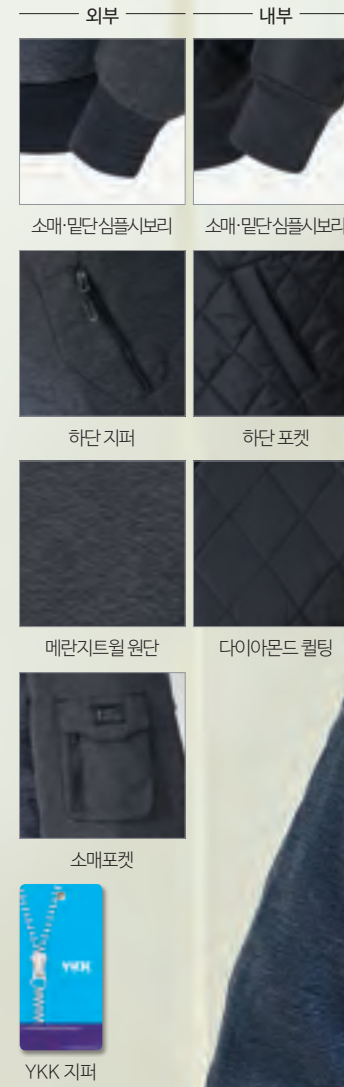 외부
내부
소매·밑단심플시보리
소매·밑단심플시보리
하단 지퍼
하단 포켓
메란지트윌 원단
다이아몬드 퀼팅
소매포켓
YKK
YKK 지퍼